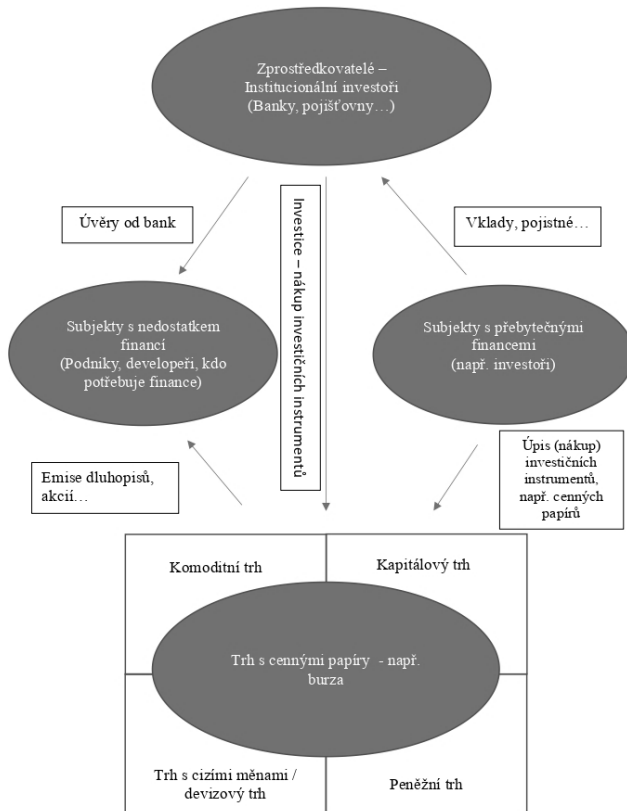 Zprostředkovatelé –
Institucionální investoři
(Banky, pojišťovny…)
Úvěry od bank
Investice – nákup investičních instrumentů
Vklady, pojistné…
Subjekty s nedostatkem
financí
(Podniky, developeři, kdo
potřebuje finance)
Subjekty s přebytečnými
financemi
(např. investoři)
Emise dluhopisů,
akcií…
Úpis (nákup)
investičních
instrumentů,
např. cenných
papírů
Komoditní trh
Kapitálový trh
Trh s cennými papíry - např.
burza
Trh s cizími měnami /
devizový trh
Peněžní trh